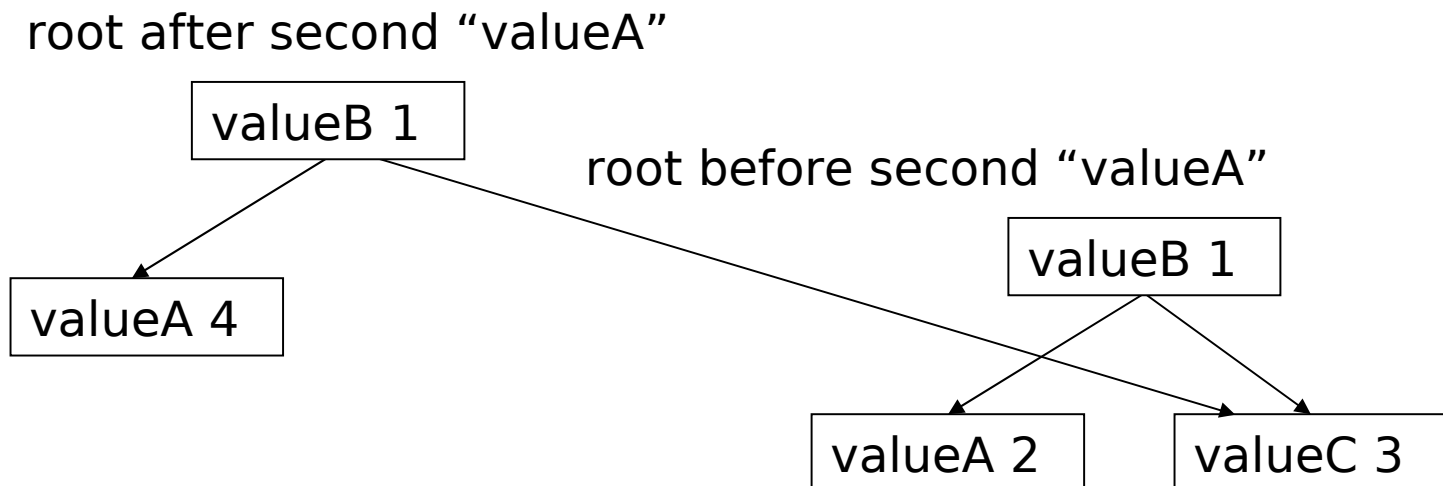 root after second “valueA”
valueB 1
root before second “valueA”
valueB 1
valueA 4
valueA 2
valueC 3